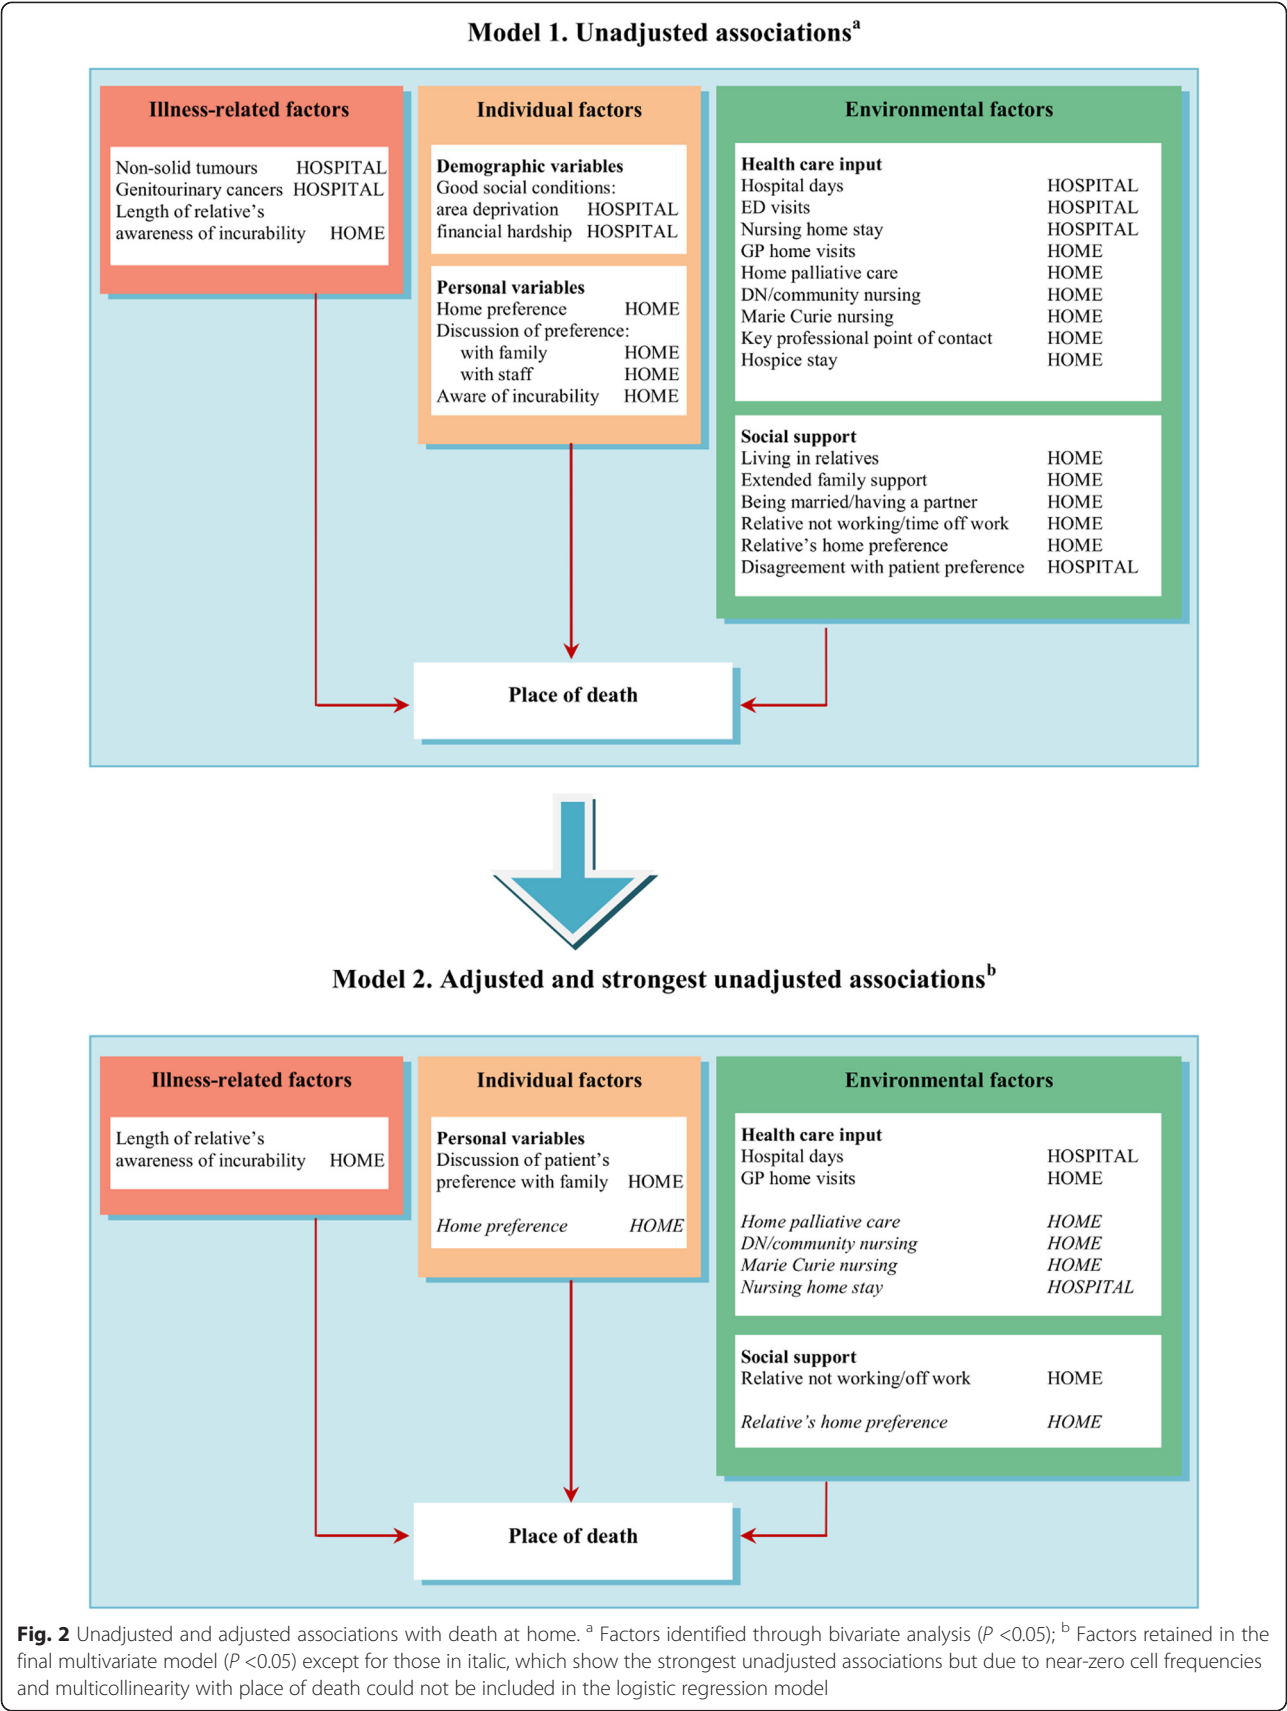 Model 1. Unadjusted associationsa
Illness-related factors
Non-solid tumours HOSPITAL
Genitourinary cancers HOSPITAL
Length of relative's
awareness of incurability HOME
Individual factors
Demographic variables
Good social conditions:
area deprivation HOSPITAL
financial hardship HOSPITAL
Personal variables
Home preference HOME
Discussion of preference:
with family HOME
with staff HOME
Aware of incurability HOME
Environmental factors
Health care input
Hospital days HOSPITAL
ED visits HOSPITAL
Nursing home stay HOSPITAL
GP home visits HOME
Home palliative care HOME
DN/community nursing HOME
Marie Curie nursing HOME
Key professional point of contact HOME
Hospice stay HOME
Social support
Living in relatives HOME
Extended family support HOME
Being married/having a partner HOME
Relative not working/time off work HOME
Relative's home preference HOME
Disagreement with patient preference HOSPITAL
Place of death
Model 2. Adjusted and strongest unadjusted associationsb
Illness-related factors
Length of relative's
awareness of incurability HOME
Individual factors
Personal variables
Discussion of patient's
preference with family HOME
Home preference HOME
Environmental factors
Health care input
Hospital days HOSPITAL
GP home visits HOME
Home palliative care HOME
DN/community nursing HOME
Marie Curie nursing HOME
Nursing home stay HOSPITAL
Social support
Relative not working/off work HOME
Relative's home preference HOME
Place of death
Fig. 2 Unadjusted and adjusted associations with death at home. a Factors identified through bivariate analysis (P <0.05); b Factors retained in the
final multivariate model (P <0.05) except for those in italic, which show the strongest unadjusted associations but due to near-zero cell frequencies
and multicollinearity with place of death could not be included in the logistic regression model